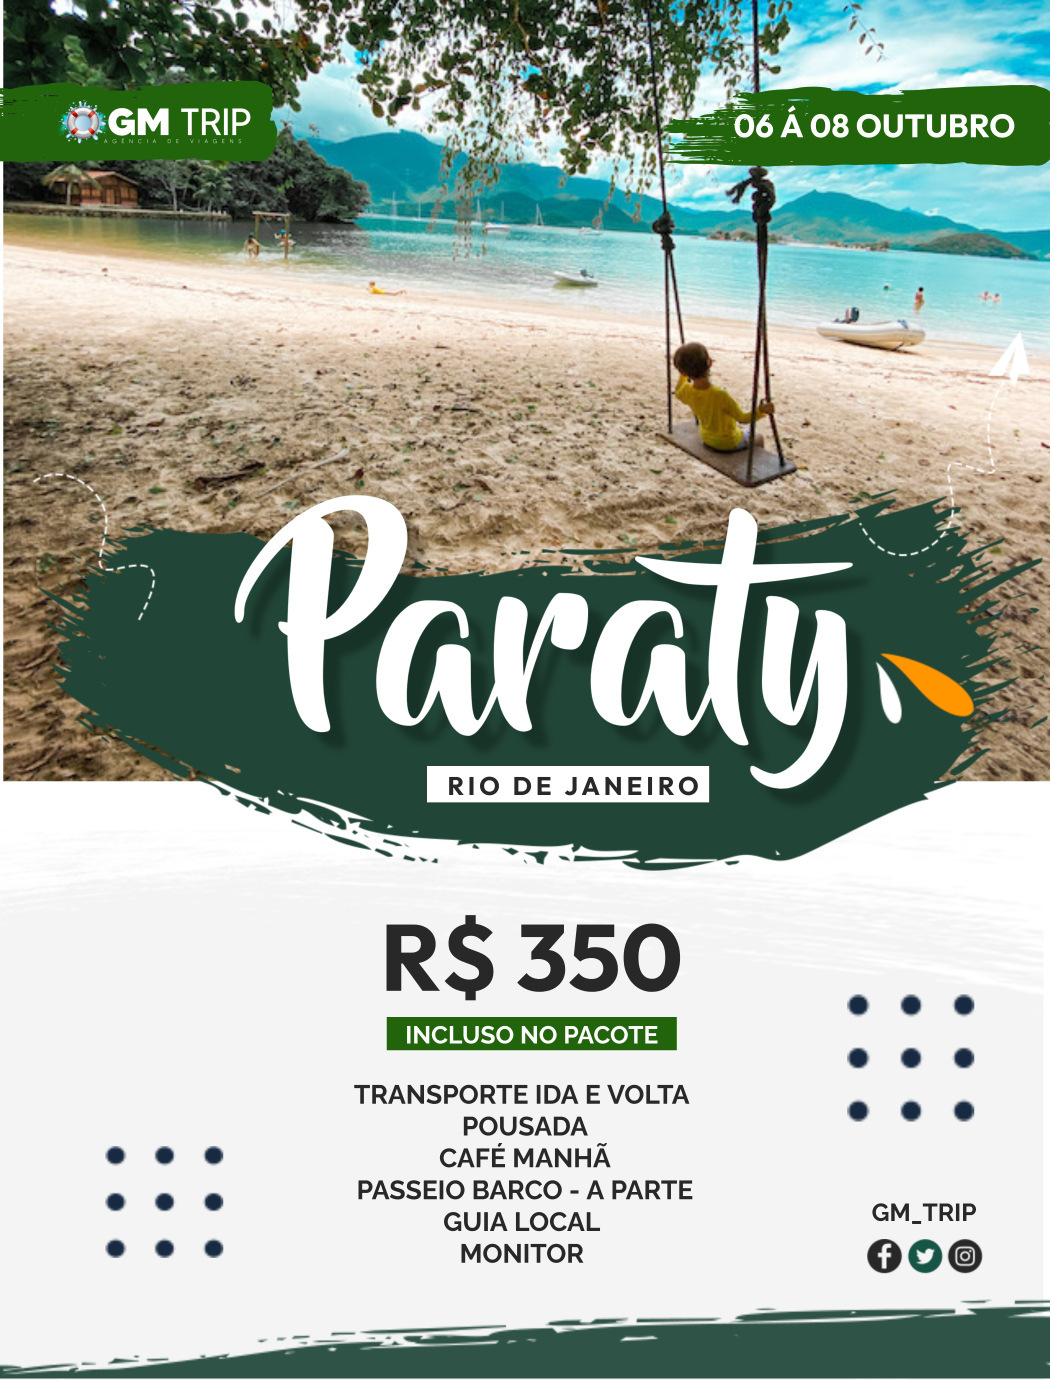 GM TRIP
AGÊNCIA DE VIAGENS
06 Á 08 OUTUBRO
Paraty
RIO DE JANEIRO
R$ 350
INCLUSO NO PACOTE
TRANSPORTE IDA E VOLTA
POUSADA
CAFÉ MANHÃ
PASSEIO BARCO - A PARTE
GUIA LOCAL
MONITOR
GM_TRIP